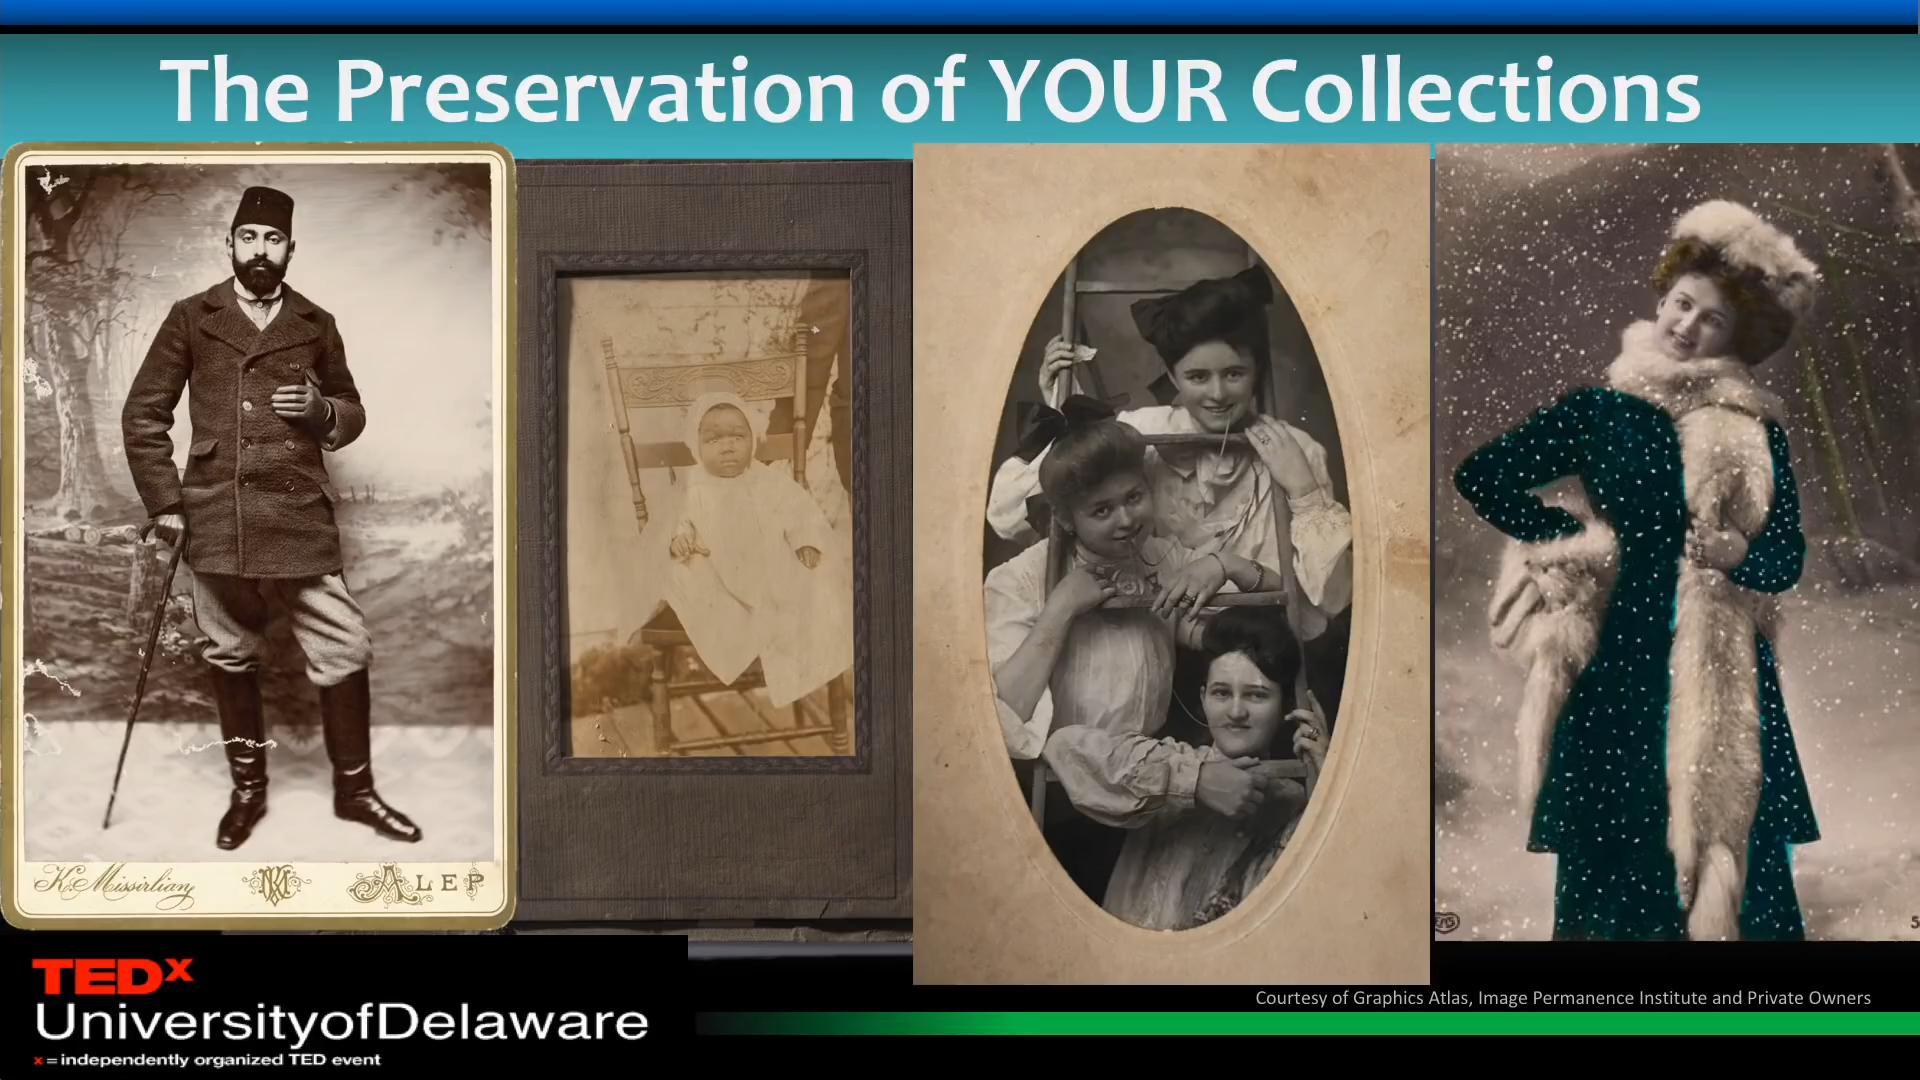 The Preservation of YOUR Collections
K. Missirlian
ALEP
TEDx
UniversityofDelaware
x = independently organized TED event
Courtesy of Graphics Atlas, Image Permanence Institute and Private Owners